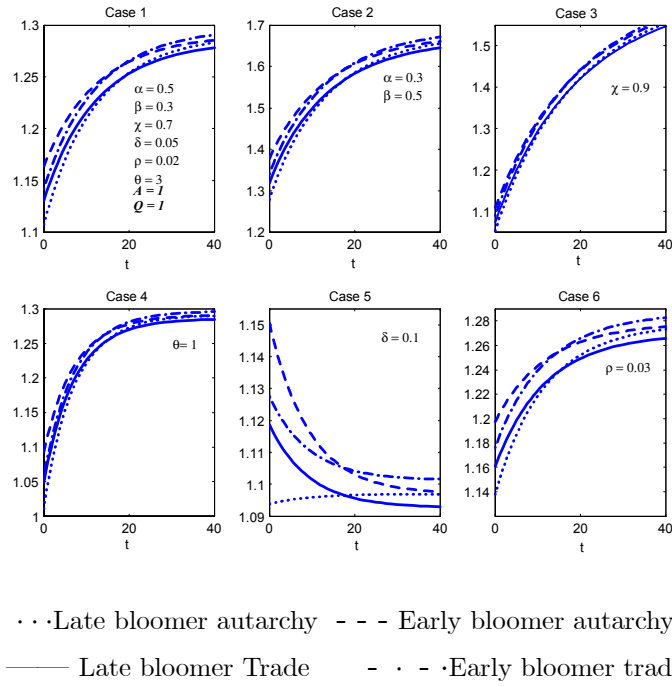 Case 1
Case 2
Case 3
1.3
1.25
1.2
1.15
1.1
0
20
40
t
α = 0.5
β = 0.3
χ = 0.7
δ = 0.05
ρ = 0.02
θ = 3
A = 1
Q = 1
1.7
1.6
1.5
1.4
1.3
1.2
0
20
40
t
α = 0.3
β = 0.5
1.5
1.4
1.3
1.2
1.1
0
20
40
t
χ = 0.9
Case 4
Case 5
Case 6
1.3
1.25
1.2
1.15
1.1
1.05
1
0
20
40
t
θ= 1
1.15
1.14
1.13
1.12
1.11
1.1
1.09
0
20
40
t
δ = 0.1
1.28
1.26
1.24
1.22
1.2
1.18
1.16
1.14
0
20
40
t
ρ = 0.03
Late bloomer autarchy
Early bloomer autarchy
Late bloomer Trade
Early bloomer trad